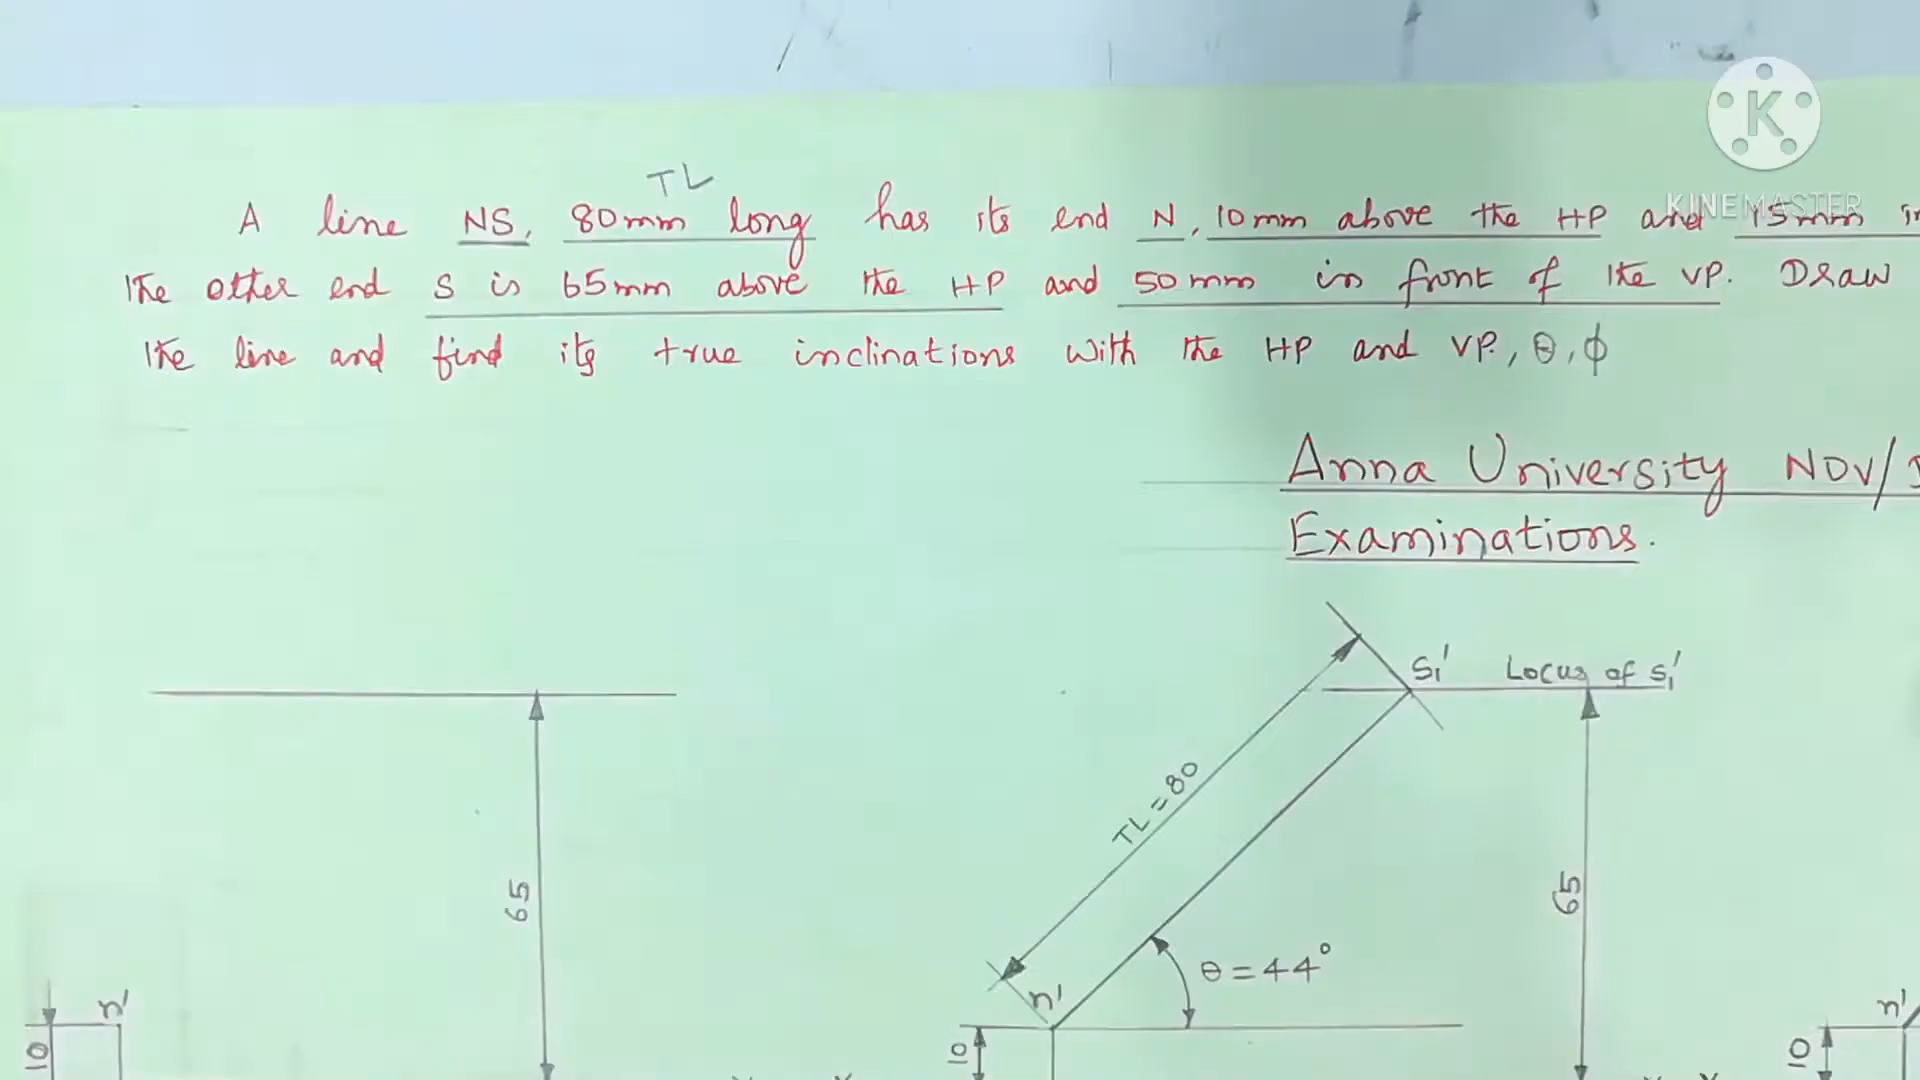 TL
A line NS, 80mm long has its end N, 10mm above the HP and 15mm in
the other end S is 65mm above the HP and 50mm in front of the VP. Draw
the line and find its true inclinations with the HP and VP, θ, ϕ
Anna University NOV/
Examinations.
K
KINEMASTER
S₁' Locus of s₁'
TL=80
65
65
θ=44°
n'
n'
n'
10
10
10